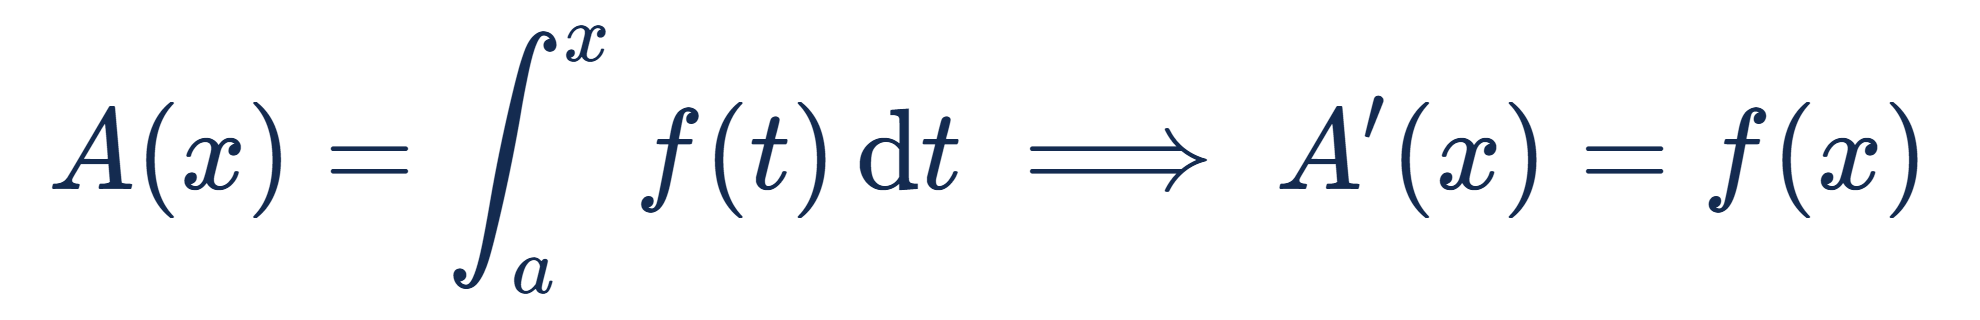 A(x) = ∫ₐˣ f(t) dt ⟹ A′(x) = f(x)